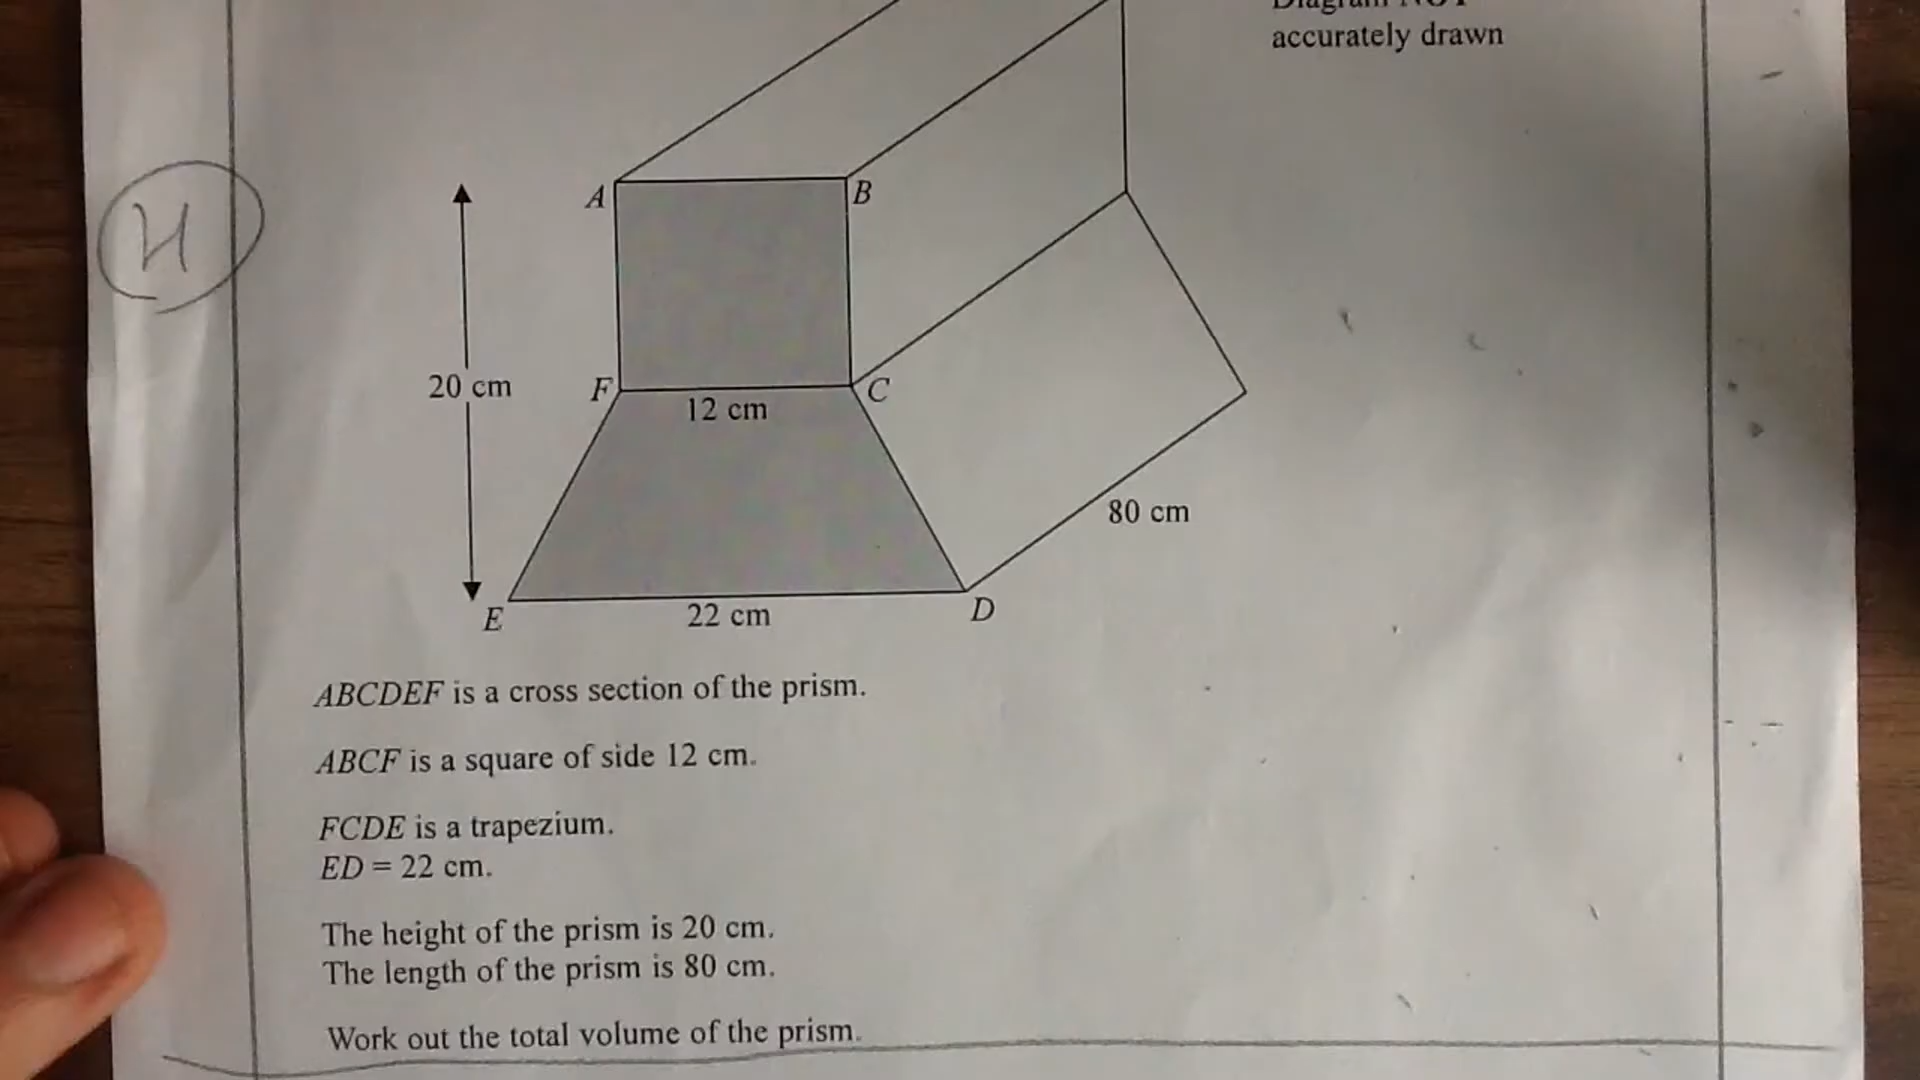 accurately drawn
A
B
20 cm
F
C
12 cm
80 cm
E
22 cm
D
ABCDEF is a cross section of the prism.
ABCF is a square of side 12 cm.
FCDE is a trapezium.
ED = 22 cm.
The height of the prism is 20 cm.
The length of the prism is 80 cm.
Work out the total volume of the prism.